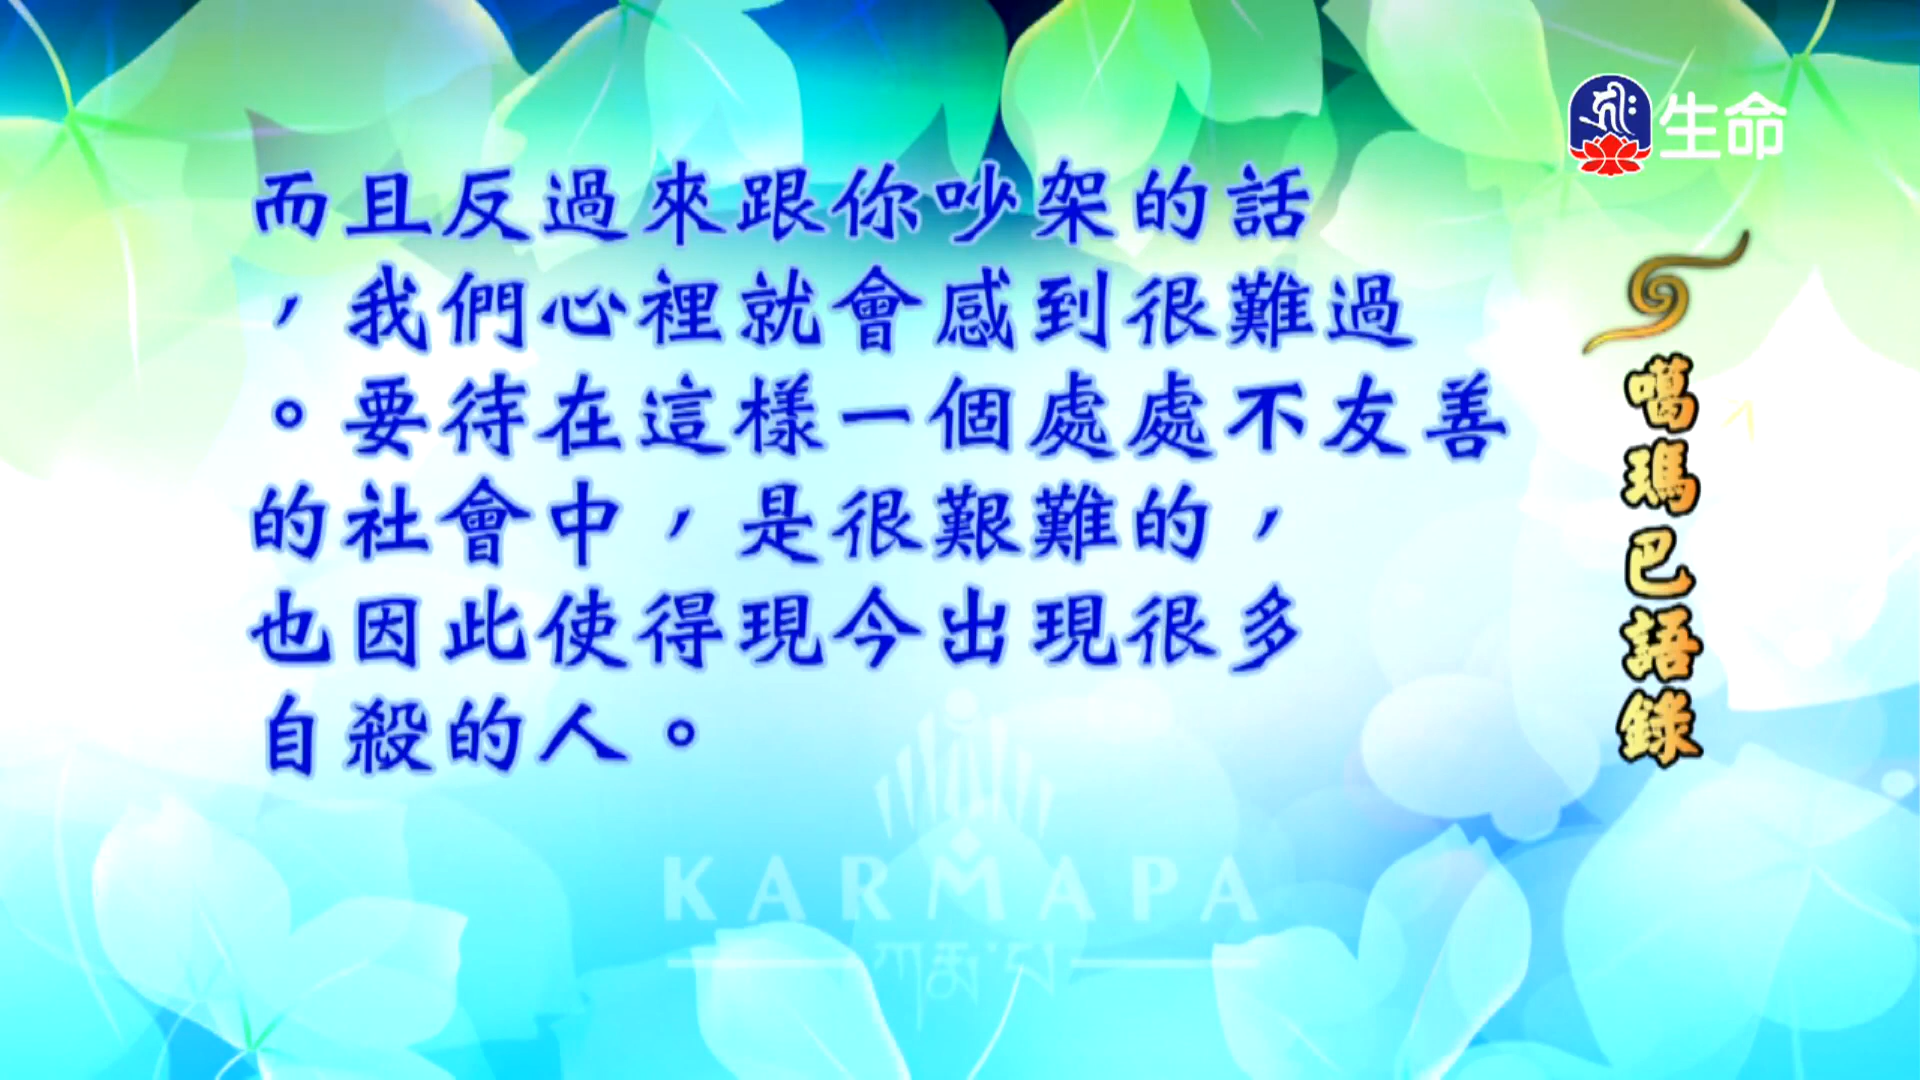 生命
而且反過來跟你吵架的話
，我們心裡就會感到很難過
。要待在這樣一個處處不友善
的社會中，是很艱難的，
也因此使得現今出現很多
自殺的人。
噶瑪巴語錄
KARMAPA
ཀརྨ་པ